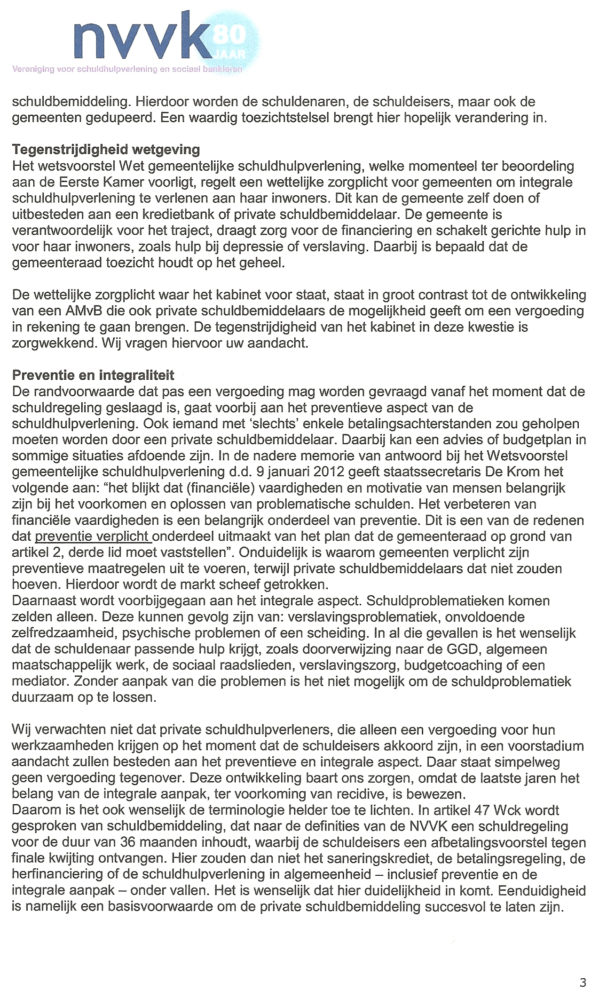 nvvk 80
JAAR
Vereniging voor schuldhulpverlening en sociaal bankieren
schuldbemiddeling. Hierdoor worden de schuldenaren, de schuldeisers, maar ook de
gemeenten gedupeerd. Een waardig toezichtstelsel brengt hier hopelijk verandering in.
Tegenstrijdigheid wetgeving
Het wetsvoorstel Wet gemeentelijke schuldhulpverlening, welke momenteel ter beoordeling
aan de Eerste Kamer voorligt, regelt een wettelijke zorgplicht voor gemeenten om integrale
schuldhulpverlening te verlenen aan haar inwoners. Dit kan de gemeente zelf doen of
uitbesteden aan een kredietbank of private schuldbemiddelaar. De gemeente is
verantwoordelijk voor het traject, draagt zorg voor de financiering en schakelt gerichte hulp in
voor haar inwoners, zoals hulp bij depressie of verslaving. Daarbij is bepaald dat de
gemeenteraad toezicht houdt op het geheel.
De wettelijke zorgplicht waar het kabinet voor staat, staat in groot contrast tot de ontwikkeling
van een AMvB die ook private schuldbemiddelaars de mogelijkheid geeft om een vergoeding
in rekening te gaan brengen. De tegenstrijdigheid van het kabinet in deze kwestie is
zorgwekkend. Wij vragen hiervoor uw aandacht.
Preventie en integraliteit
De randvoorwaarde dat pas een vergoeding mag worden gevraagd vanaf het moment dat de
schuldregeling geslaagd is, gaat voorbij aan het preventieve aspect van de
schuldhulpverlening. Ook iemand met ‘slechts’ enkele betalingsachterstanden zou geholpen
moeten worden door een private schuldbemiddelaar. Daarbij kan een advies of budgetplan in
sommige situaties afdoende zijn. In de nadere memorie van antwoord bij het Wetsvoorstel
gemeentelijke schuldhulpverlening d.d. 9 januari 2012 geeft staatssecretaris De Krom het
volgende aan: “het blijkt dat (financiële) vaardigheden en motivatie van mensen belangrijk
zijn bij het voorkomen en oplossen van problematische schulden. Het verbeteren van
financiële vaardigheden is een belangrijk onderdeel van preventie. Dit is een van de redenen
dat preventie verplicht onderdeel uitmaakt van het plan dat de gemeenteraad op grond van
artikel 2, derde lid moet vaststellen”. Onduidelijk is waarom gemeenten verplicht zijn
preventieve maatregelen uit te voeren, terwijl private schuldbemiddelaars dat niet zouden
hoeven. Hierdoor wordt de markt scheef getrokken.
Daarnaast wordt voorbijgegaan aan het integrale aspect. Schuldproblematieken komen
zelden alleen. Deze kunnen gevolg zijn van: verslavingsproblematiek, onvoldoende
zelfredzaamheid, psychische problemen of een scheiding. In al die gevallen is het wenselijk
dat de schuldenaar passende hulp krijgt, zoals doorverwijzing naar de GGD, algemeen
maatschappelijk werk, de sociaal raadslieden, verslavingszorg, budgetcoaching of een
mediator. Zonder aanpak van die problemen is het niet mogelijk om de schuldproblematiek
duurzaam op te lossen.
Wij verwachten niet dat private schuldhulpverleners, die alleen een vergoeding voor hun
werkzaamheden krijgen op het moment dat de schuldeisers akkoord zijn, in een voorstadium
aandacht zullen besteden aan het preventieve en integrale aspect. Daar staat simpelweg
geen vergoeding tegenover. Deze ontwikkeling baart ons zorgen, omdat de laatste jaren het
belang van de integrale aanpak, ter voorkoming van recidive, is bewezen.
Daarom is het ook wenselijk de terminologie helder toe te lichten. In artikel 47 Wck wordt
gesproken van schuldbemiddeling, dat naar de definities van de NVVK een schuldregeling
voor de duur van 36 maanden inhoudt, waarbij de schuldeisers een afbetalingsvoorstel tegen
finale kwijting ontvangen. Hier zouden dan niet het saneringskrediet, de betalingsregeling, de
herfinanciering of de schuldhulpverlening in algemeenheid – inclusief preventie en de
integrale aanpak – onder vallen. Het is wenselijk dat hier duidelijkheid in komt. Eenduidigheid
is namelijk een basisvoorwaarde om de private schuldbemiddeling succesvol te laten zijn.
3